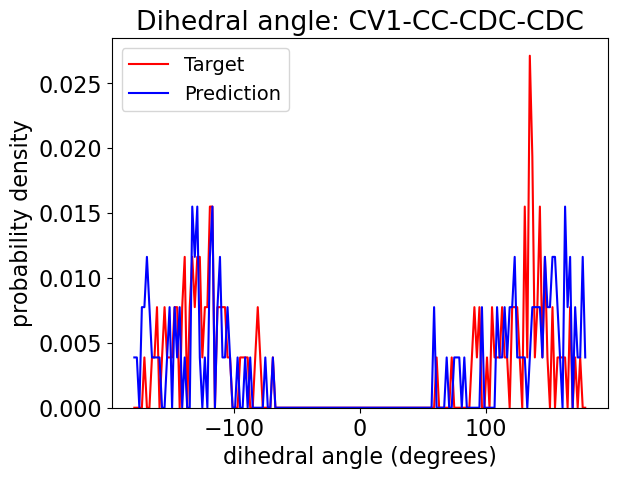 Dihedral angle: CV1-CC-CDC-CDC
Target
Prediction
probability density
0.025
0.020
0.015
0.010
0.005
0.000
−100
0
100
dihedral angle (degrees)